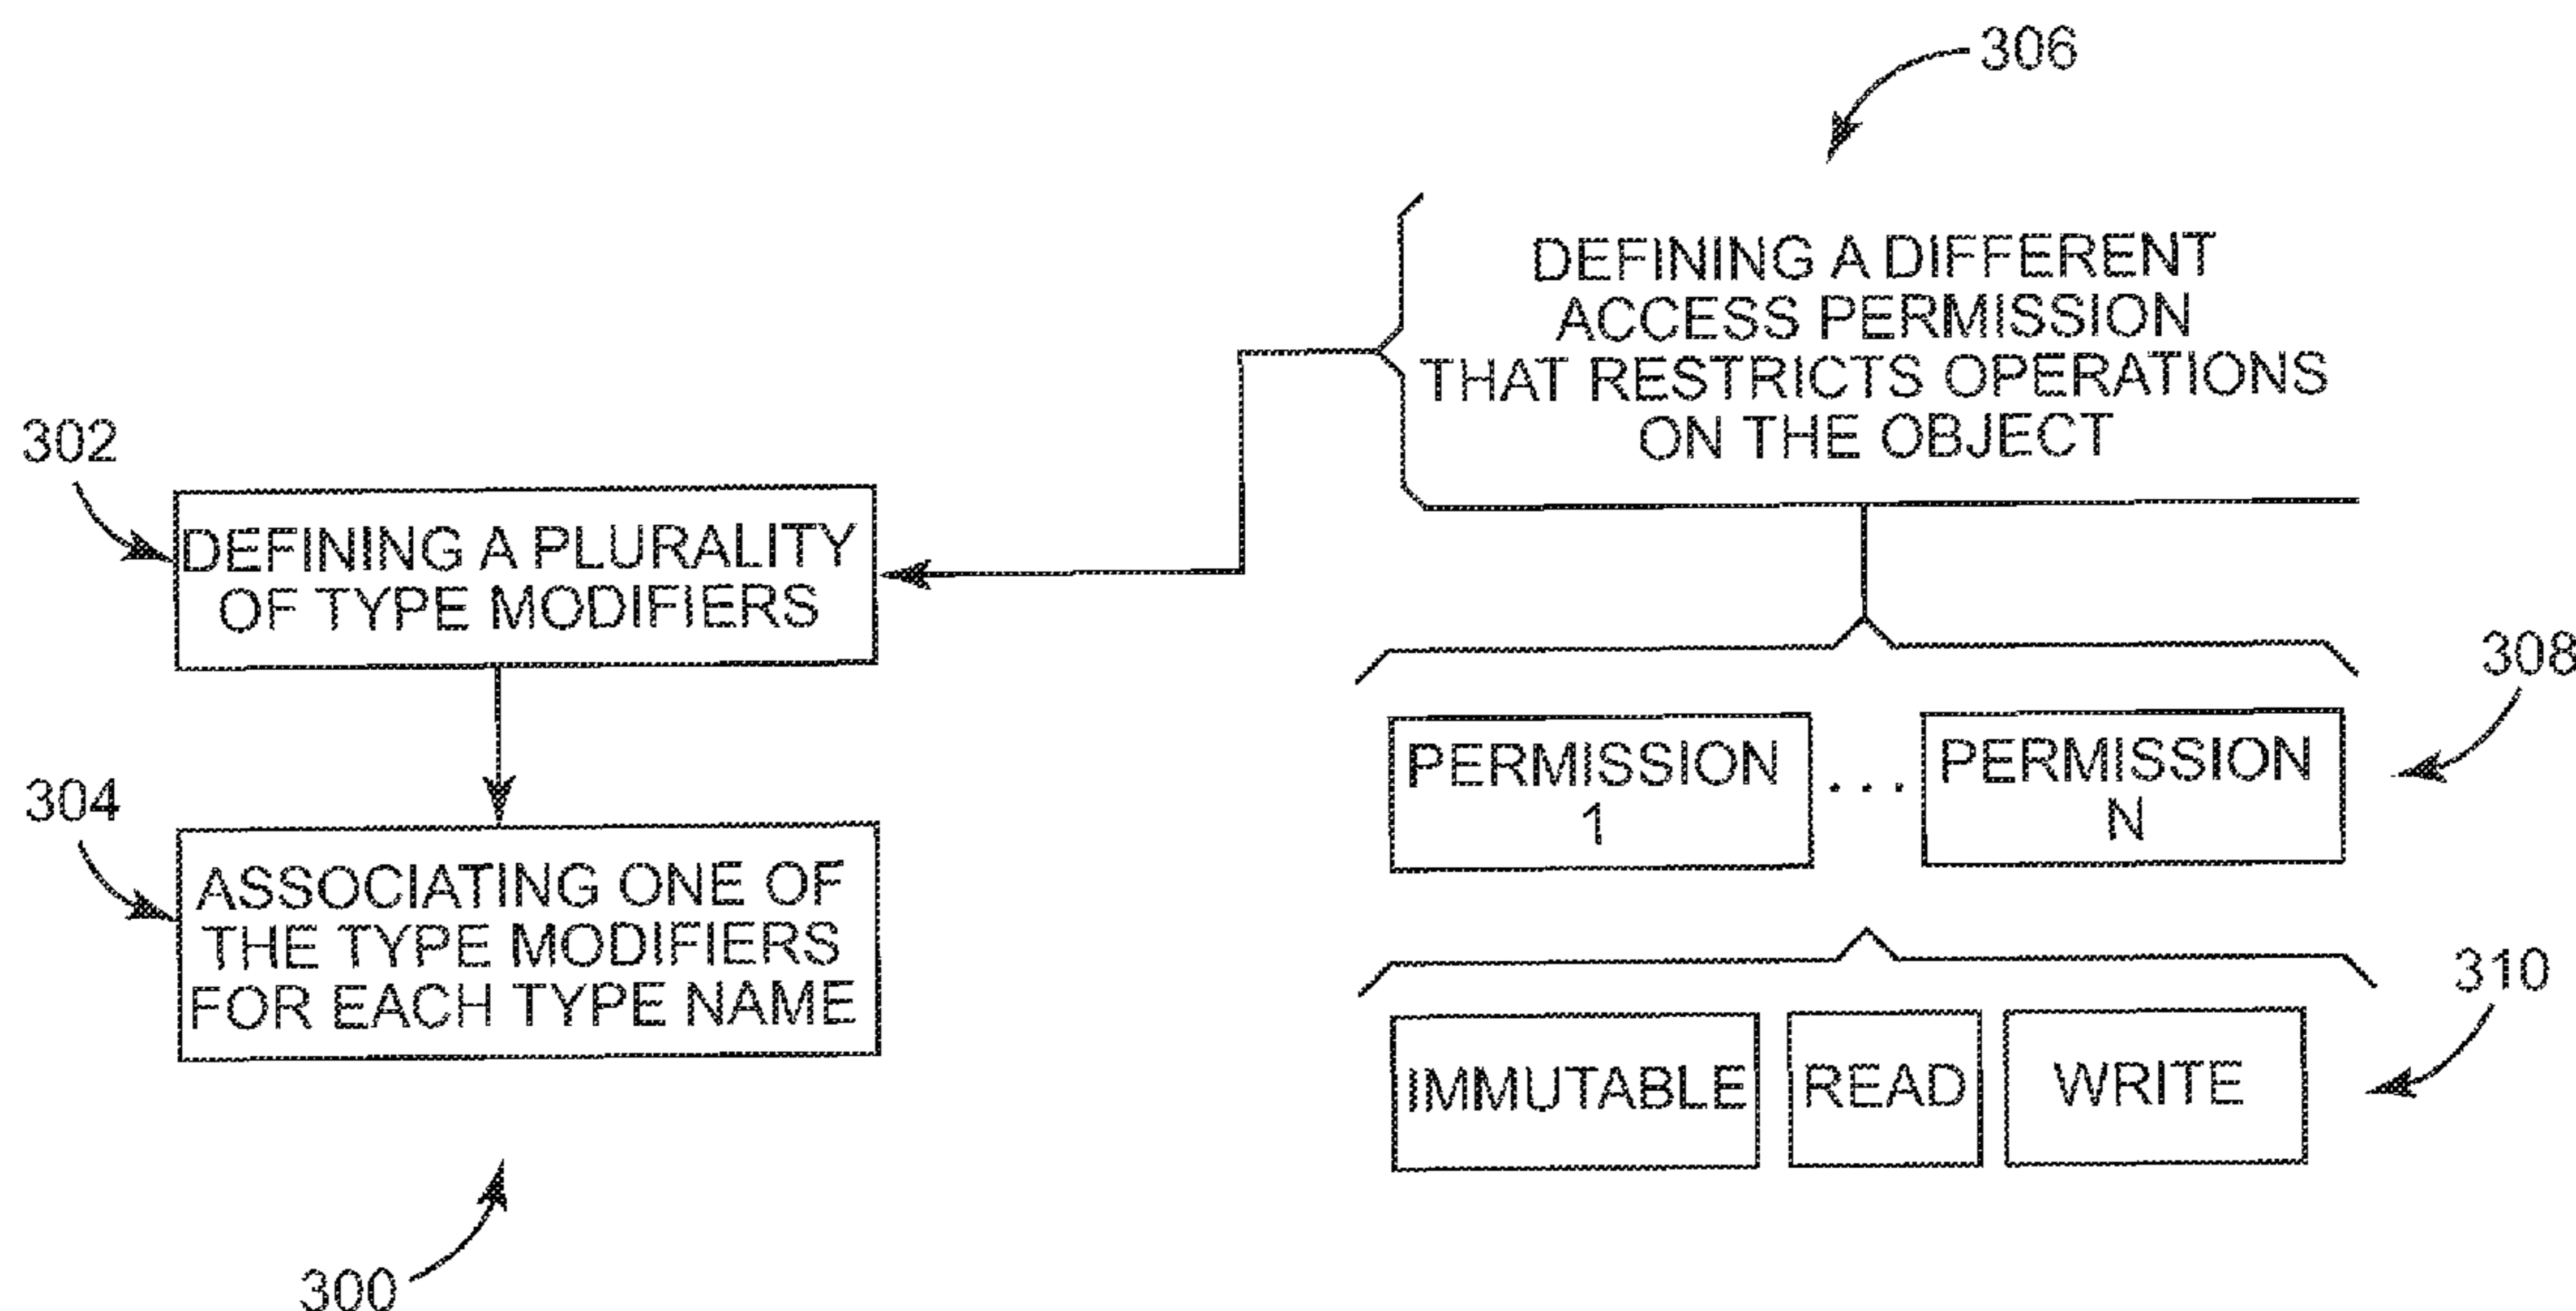 306
DEFINING A DIFFERENT
ACCESS PERMISSION
THAT RESTRICTS OPERATIONS
ON THE OBJECT
302
DEFINING A PLURALITY
OF TYPE MODIFIERS
308
PERMISSION
1
...
PERMISSION
N
304
ASSOCIATING ONE OF
THE TYPE MODIFIERS
FOR EACH TYPE NAME
310
IMMUTABLE
READ
WRITE
300